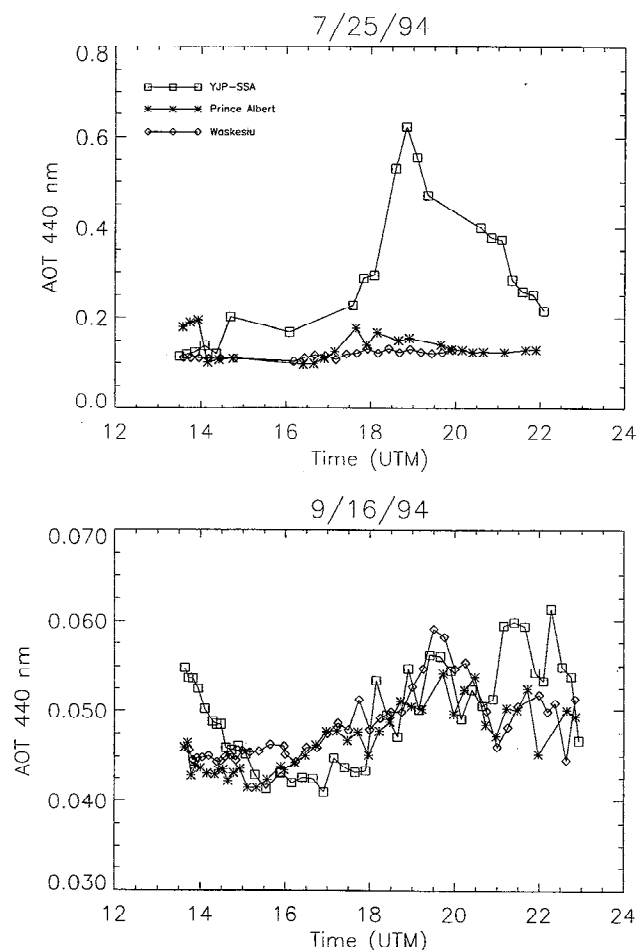 7/25/94
0.8
0.6
0.4
0.2
0.0
AOT 440 nm
YJP-SSA
Prince Albert
Waskesiu
12 14 16 18 20 22 24
Time (UTM)
9/16/94
0.070
0.060
0.050
0.040
0.030
AOT 440 nm
12 14 16 18 20 22 24
Time (UTM)